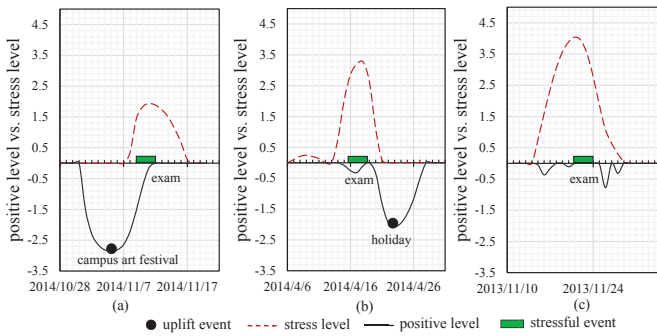 positive level vs. stress level
4.5
3.5
2.5
1.5
0.5
-0.5
-1.5
-2.5
-3.5
exam
campus art festival
2014/10/28
2014/11/7
2014/11/17
(a)
positive level vs. stress level
4.5
3.5
2.5
1.5
0.5
-0.5
-1.5
-2.5
-3.5
exam
holiday
2014/4/6
2014/4/16
2014/4/26
(b)
positive level vs. stress level
4.5
3.5
2.5
1.5
0.5
-0.5
-1.5
-2.5
-3.5
exam
2013/11/10
2013/11/24
(c)
uplift event
stress level
positive level
stressful event